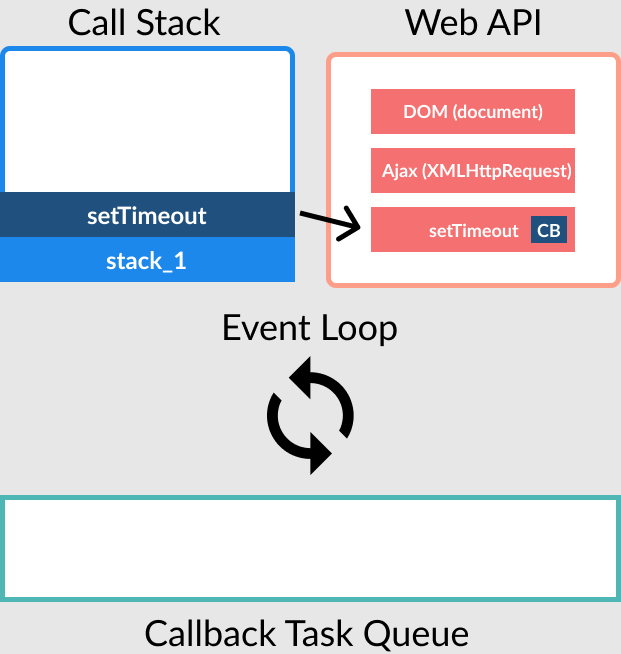 Call Stack
Web API
DOM (document)
Ajax (XMLHttpRequest)
setTimeout
setTimeout CB
stack_1
Event Loop
Callback Task Queue